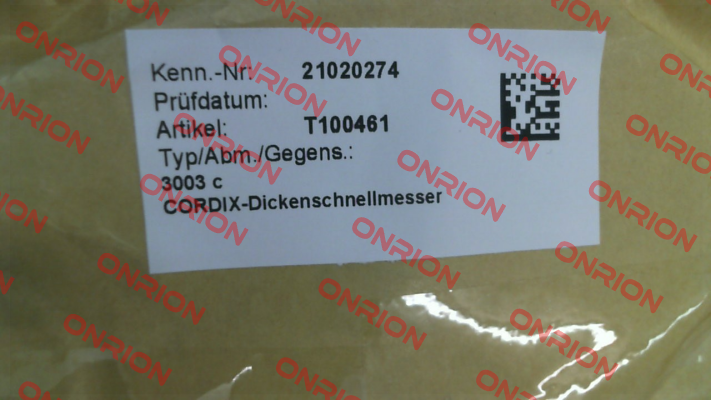 Kenn.-Nr: 21020274
Prüfdatum:
Artikel: T100461
Typ/Abm./Gegens.:
3003 c
CORDIX-Dickenschnellmesser
ONRION